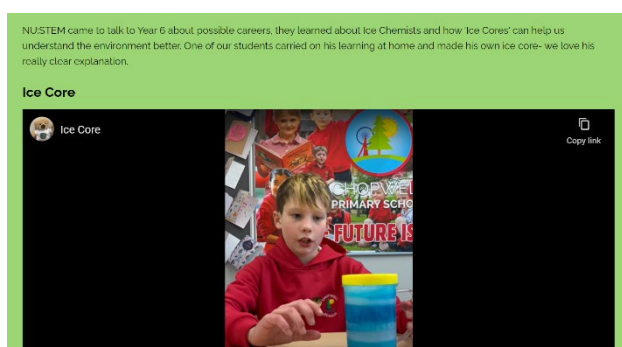 NU:STEM came to talk to Year 6 about possible careers, they learned about Ice Chemists and how 'Ice Cores' can help us
understand the environment better. One of our students carried on his learning at home and made his own ice core- we love his
really clear explanation.
Ice Core
Ice Core
Copy link
CHOPWEL
PRIMARY SCHO
FUTURE IS